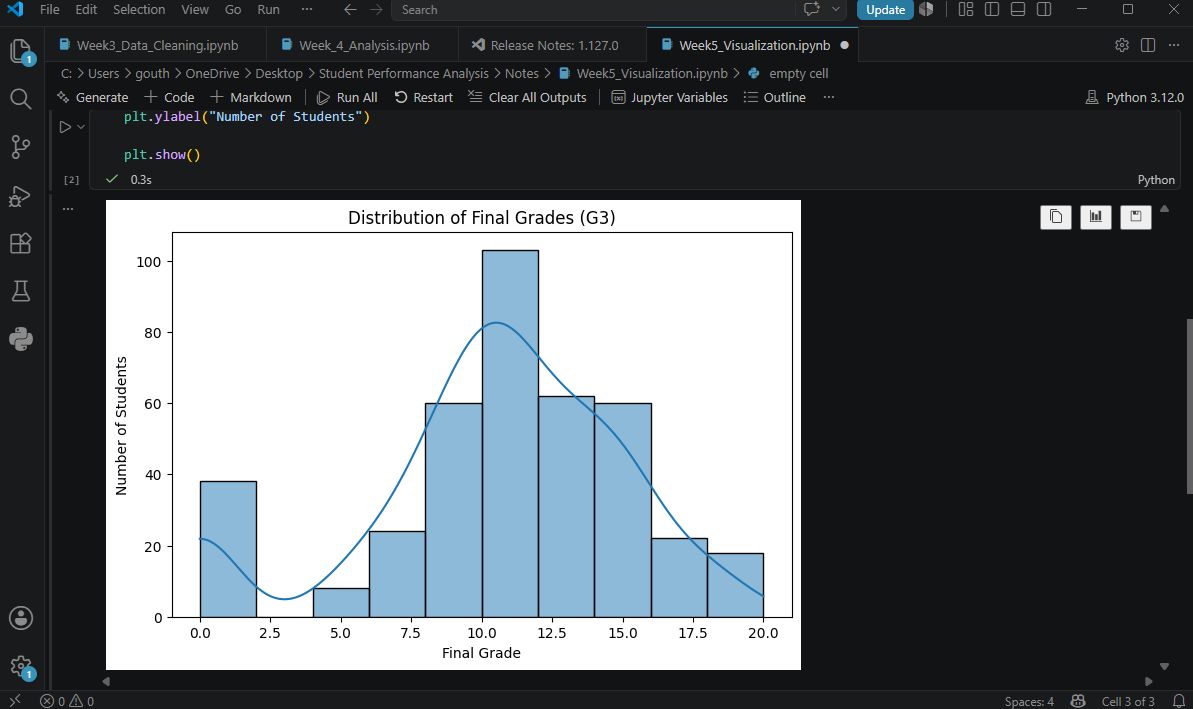 File Edit Selection View Go Run ··· Search Update
1
Week3_Data_Cleaning.ipynb Week_4_Analysis.ipynb Release Notes: 1.127.0 Week5_Visualization.ipynb
C: > Users > gouth > OneDrive > Desktop > Student Performance Analysis > Notes > Week5_Visualization.ipynb > empty cell
Generate + Code + Markdown Run All Restart Clear All Outputs Jupyter Variables Outline ··· Python 3.12.0
plt.ylabel("Number of Students")
plt.show()
[2] 0.3s Python
Distribution of Final Grades (G3)
100
80
60
40
20
0
Number of Students
0.0 2.5 5.0 7.5 10.0 12.5 15.0 17.5 20.0
Final Grade
1
0 0 Spaces: 4 Cell 3 of 3